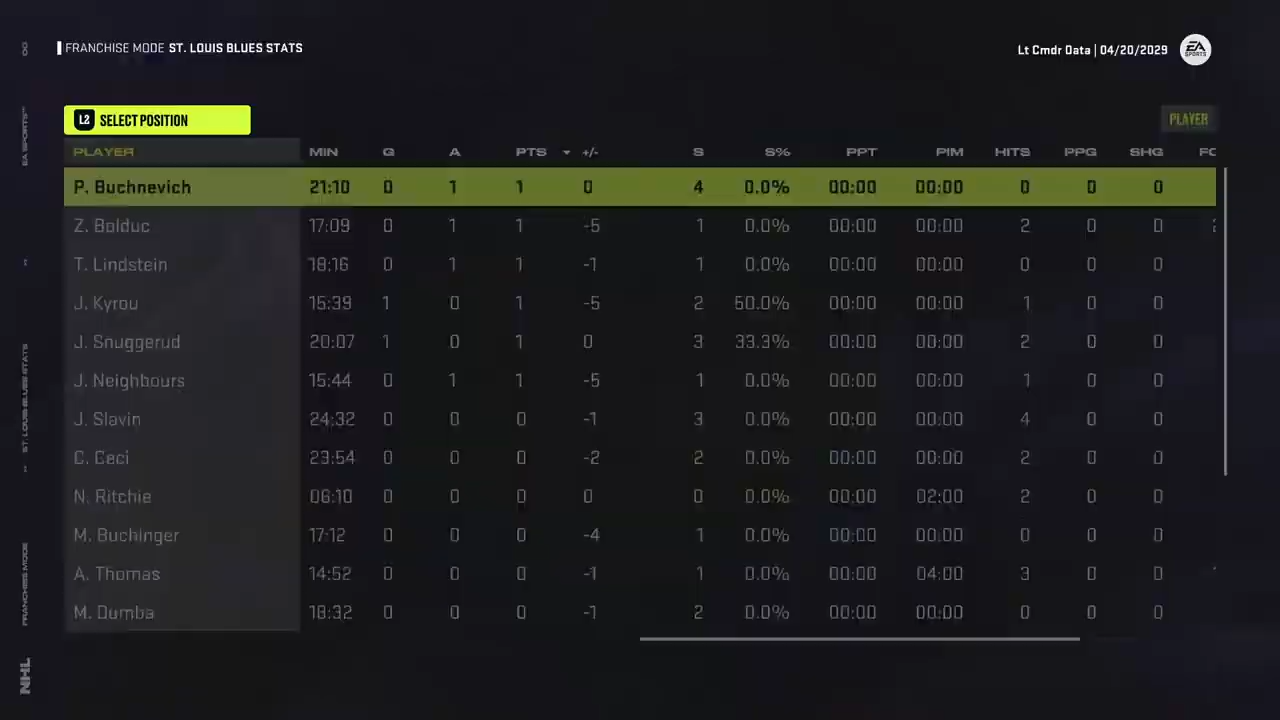 FRANCHISE MODE ST. LOUIS BLUES STATS
Lt Cmdr Data | 04/20/2029
EA SPORTS
L2 SELECT POSITION
PLAYER
PLAYER MIN G A PTS +/- S S% PPT PIM HITS PPG SHG
P. Buchnevich 21:10 0 1 1 0 4 0.0% 00:00 00:00 0 0 0
Z. Bolduc 17:09 0 1 1 -5 1 0.0% 00:00 00:00 2 0 0
T. Lindstein 18:16 0 1 1 -1 1 0.0% 00:00 00:00 0 0 0
J. Kyrou 15:39 1 0 1 -5 2 50.0% 00:00 00:00 1 0 0
J. Snuggerud 20:07 1 0 1 0 3 33.3% 00:00 00:00 2 0 0
J. Neighbours 15:44 0 1 1 -5 1 0.0% 00:00 00:00 1 0 0
J. Slavin 24:32 0 0 0 -1 3 0.0% 00:00 00:00 4 0 0
C. Ceci 23:54 0 0 0 -2 2 0.0% 00:00 00:00 2 0 0
N. Ritchie 06:10 0 0 0 0 0 0.0% 00:00 02:00 2 0 0
M. Buchinger 17:12 0 0 0 -4 1 0.0% 00:00 00:00 0 0 0
A. Thomas 14:52 0 0 0 -1 1 0.0% 00:00 04:00 3 0 0
M. Dumba 18:32 0 0 0 -1 2 0.0% 00:00 00:00 0 0 0
EA SPORTS™
ST. LOUIS BLUES STATS
FRANCHISE MODE
NHL